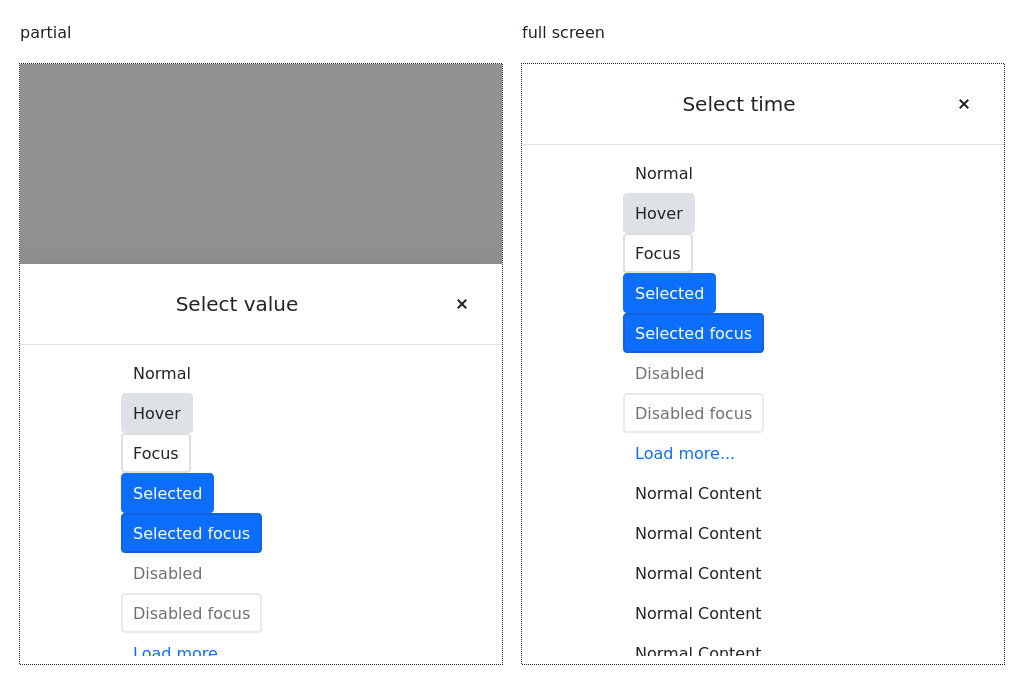 partial
Select value
×
Normal
Hover
Focus
Selected
Selected focus
Disabled
Disabled focus
Load more
full screen
Select time
×
Normal
Hover
Focus
Selected
Selected focus
Disabled
Disabled focus
Load more...
Normal Content
Normal Content
Normal Content
Normal Content
Normal Content